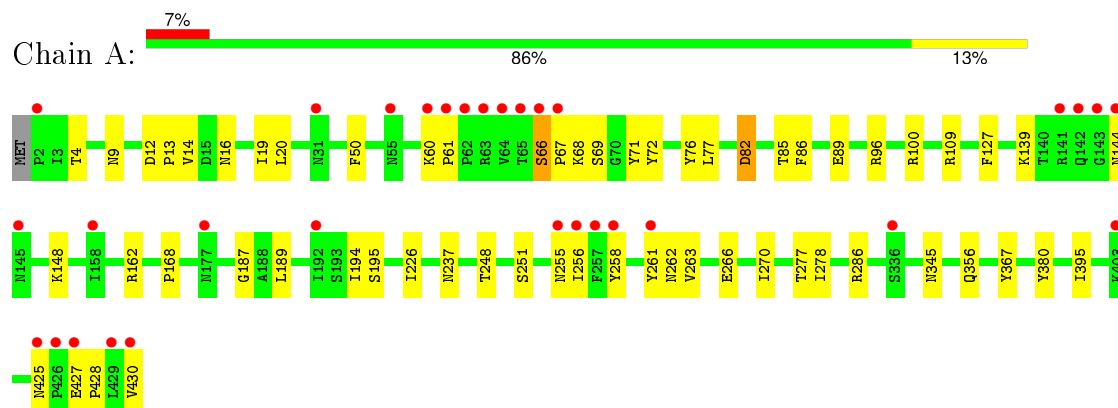 7%
Chain A:
86% 13%
MET P2 I3 T4 N9 D12 P13 V14 D15 N16 I19 L20 N31 F50 N55 K60 P61 P62 R63 V64 T65 S66 P67 K68 S69 G70 Y71 Y72 Y76 L77 D82 T85 F86 E89 R96 R100 R109 F127 K139 T140 R141 Q142 G143 N144
N145 K148 I158 R162 P168 N177 G187 A188 L189 I192 S193 I194 S195 I226 N237 T248 S251 N255 I256 F257 Y258 Y261 N262 V263 E266 I270 T277 I278 R286 S336 N345 Q356 Y367 Y380 I395 K403
N425 P426 E427 P428 L429 V430